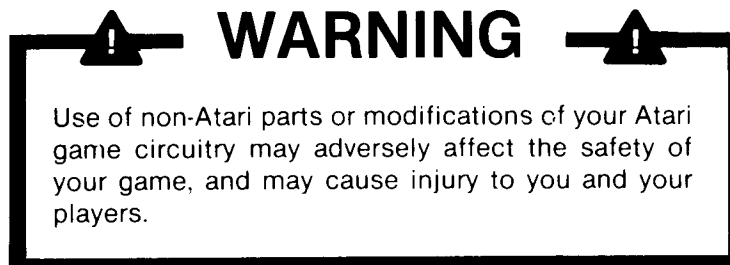 WARNING
Use of non-Atari parts or modifications of your Atari
game circuitry may adversely affect the safety of
your game, and may cause injury to you and your
players.